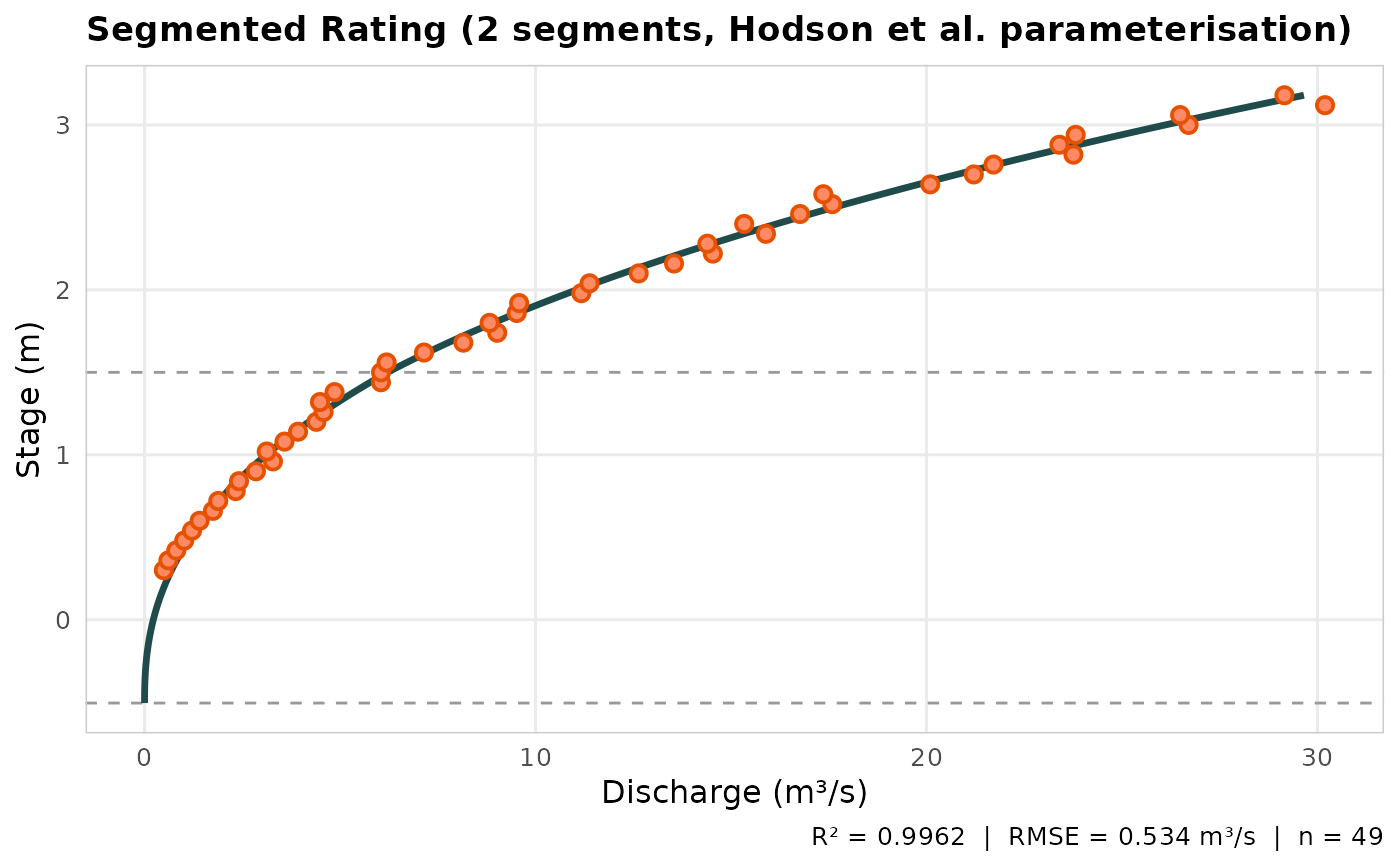 Segmented Rating (2 segments, Hodson et al. parameterisation)
3
2
1
0
Stage (m)
0 10 20 30
Discharge (m³/s)
R² = 0.9962 | RMSE = 0.534 m³/s | n = 49